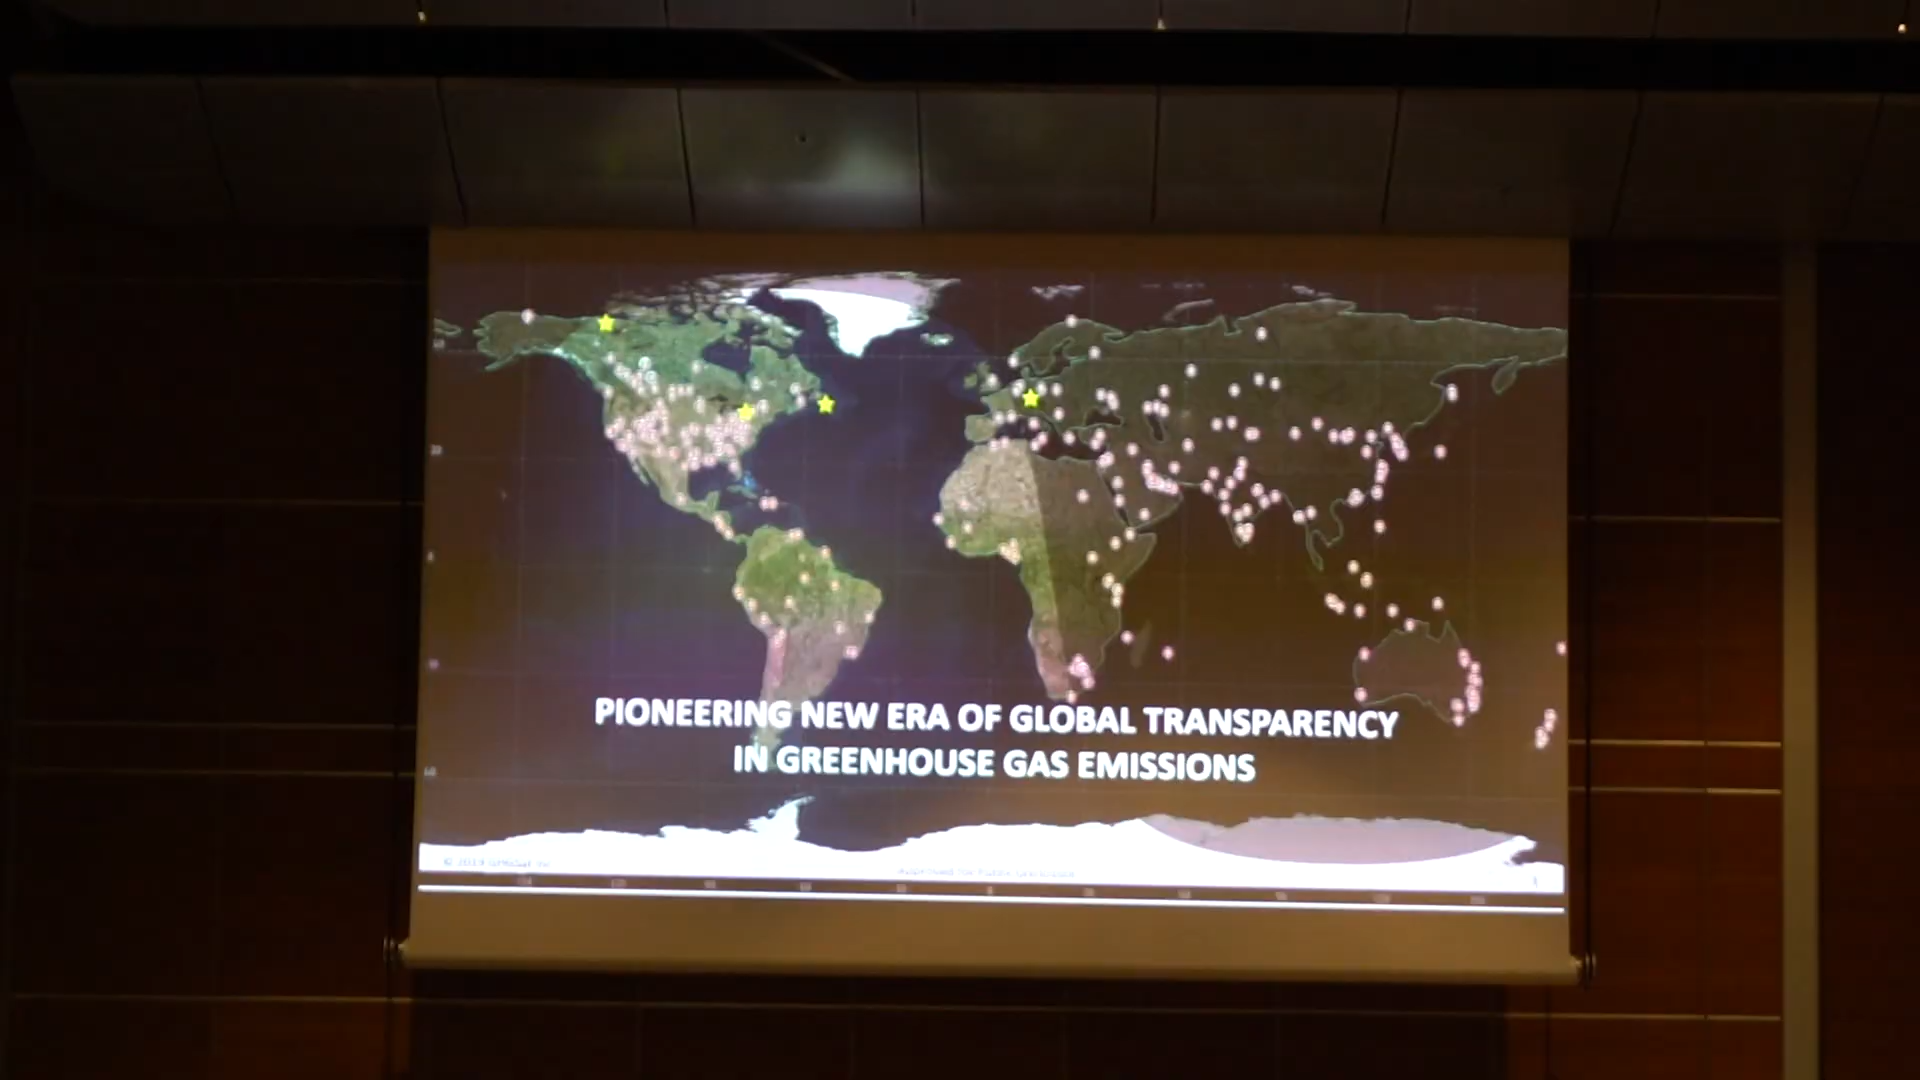 PIONEERING NEW ERA OF GLOBAL TRANSPARENCY
IN GREENHOUSE GAS EMISSIONS